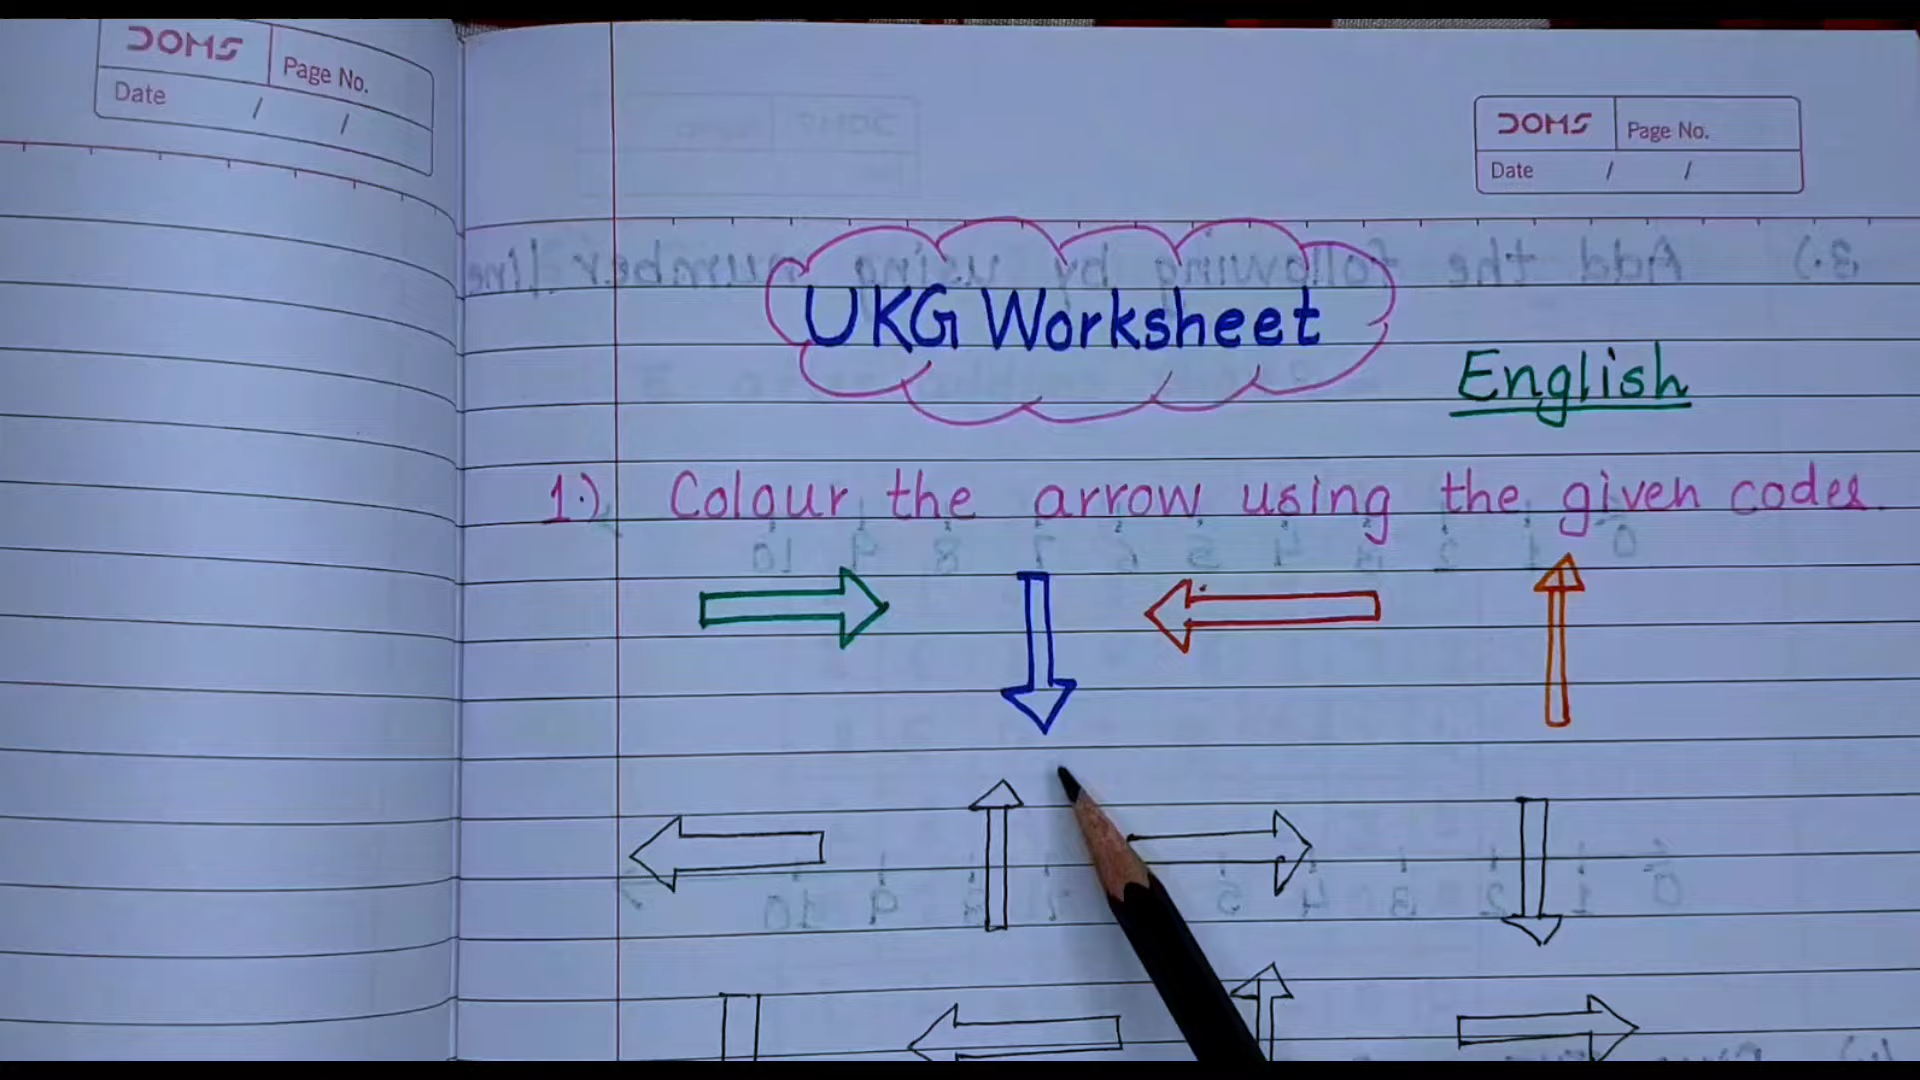 DOMS
Page No.
Date / /
DOMS
Page No.
Date / /
UKG Worksheet
English
1.) Colour the arrow using the given codes.